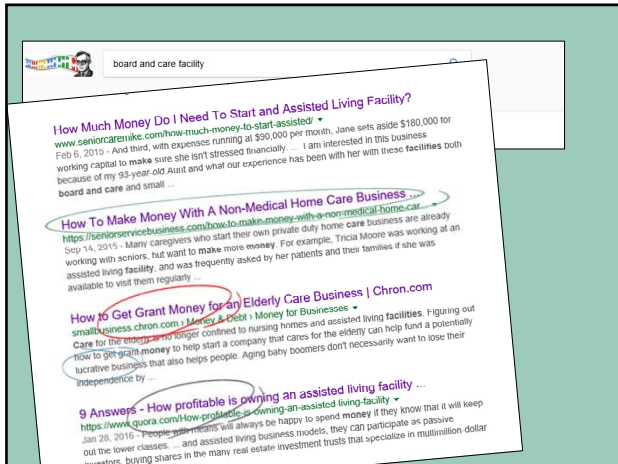 board and care facility
How Much Money Do I Need To Start and Assisted Living Facility?
www.seniorcaremike.com/how-much-money-to-start-assisted/
Feb 6, 2015 - And third, with expenses running at $90,000 per month, Jane sets aside $180,000 for
working capital to make sure she isn't stressed financially. ... I am interested in this business
because of my 93-year-old Aunt and what our experience has been with her with these facilities both
board and care and small ...
How To Make Money With A Non-Medical Home Care Business ...
https://seniorservicebusiness.com/how-to-make-money-with-a-non-medical-home-car...
Sep 14, 2015 - Many caregivers who start their own private duty home care business are already
working with seniors, but want to make more money. For example, Tricia Moore was working at an
assisted living facility, and was frequently asked by her patients and their families if she was
available to visit them regularly ...
How to Get Grant Money for an Elderly Care Business | Chron.com
smallbusiness.chron.com › Money & Debt › Money for Businesses
Care for the elderly is no longer confined to nursing homes and assisted living facilities. Figuring out
how to get grant money to help start a company that cares for the elderly can help fund a potentially
lucrative business that also helps people. Aging baby boomers don't necessarily want to lose their
independence by ...
9 Answers - How profitable is owning an assisted living facility ...
https://www.quora.com/How-profitable-is-owning-an-assisted-living-facility
Jan 28, 2016 - People with means will always be happy to spend money if they know that it will keep
out the lower classes. ... and assisted living business models, they can participate as passive
investors, buying shares in the many real estate investment trusts that specialize in multimillion-dollar